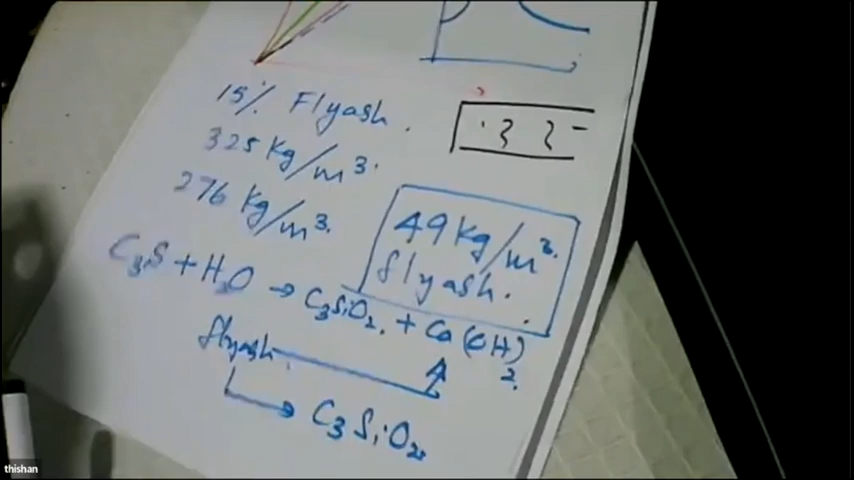 15% Flyash.
325 Kg/m3.
276 Kg/m3.
49 Kg/m3.
flyash.
C3S + H2O → C3SiO2. + Ca(OH)2.
flyash
C3SiO2.
thishan